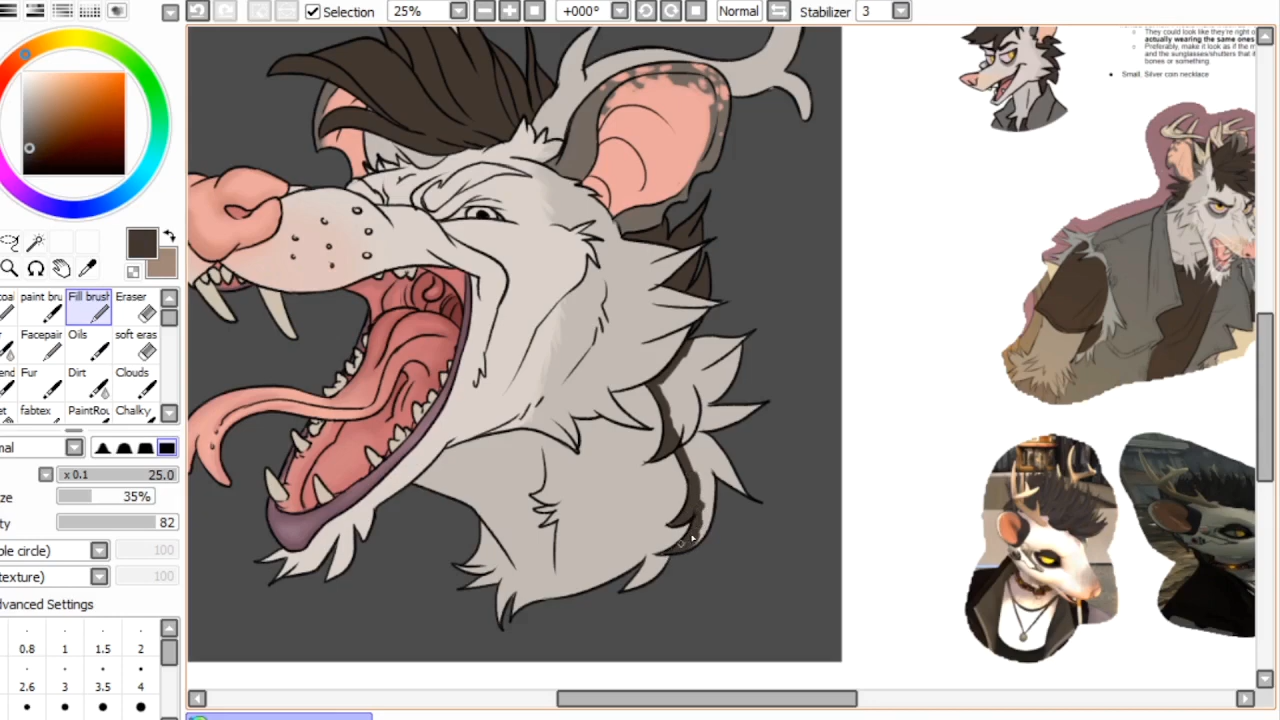 Selection
25%
+000°
Normal
Stabilizer
3
They could look like they're right o
actually wearing the same ones
Preferably, make it look as if the m
and the sunglasses/shutters that it
bones or something.
Small. Silver coin necklace
paint bru
Fill brush
Eraser
Facepair
Oils
soft eras
Fur
Dirt
Clouds
fabtex
PaintRou
Chalky
x 0.1
25.0
35%
82
100
100
0.8
1
1.5
2
2.6
3
3.5
4